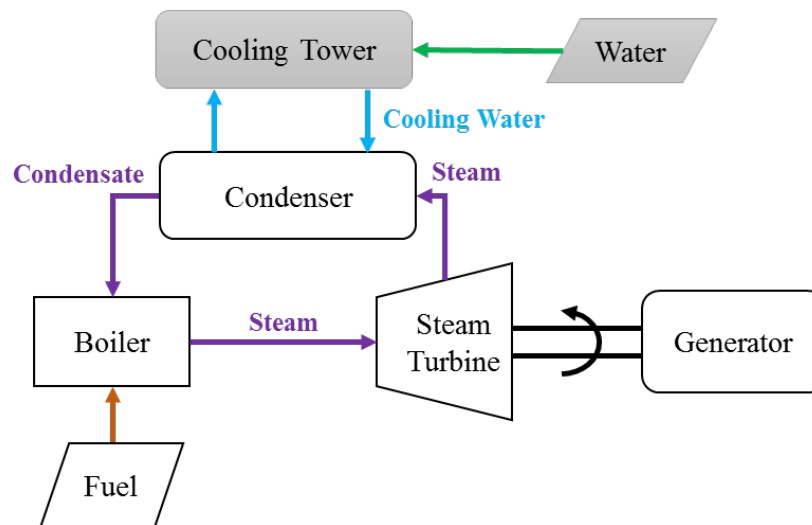 Cooling Tower
Water
Cooling Water
Condensate
Steam
Condenser
Steam
Boiler
Steam
Turbine
Generator
Fuel